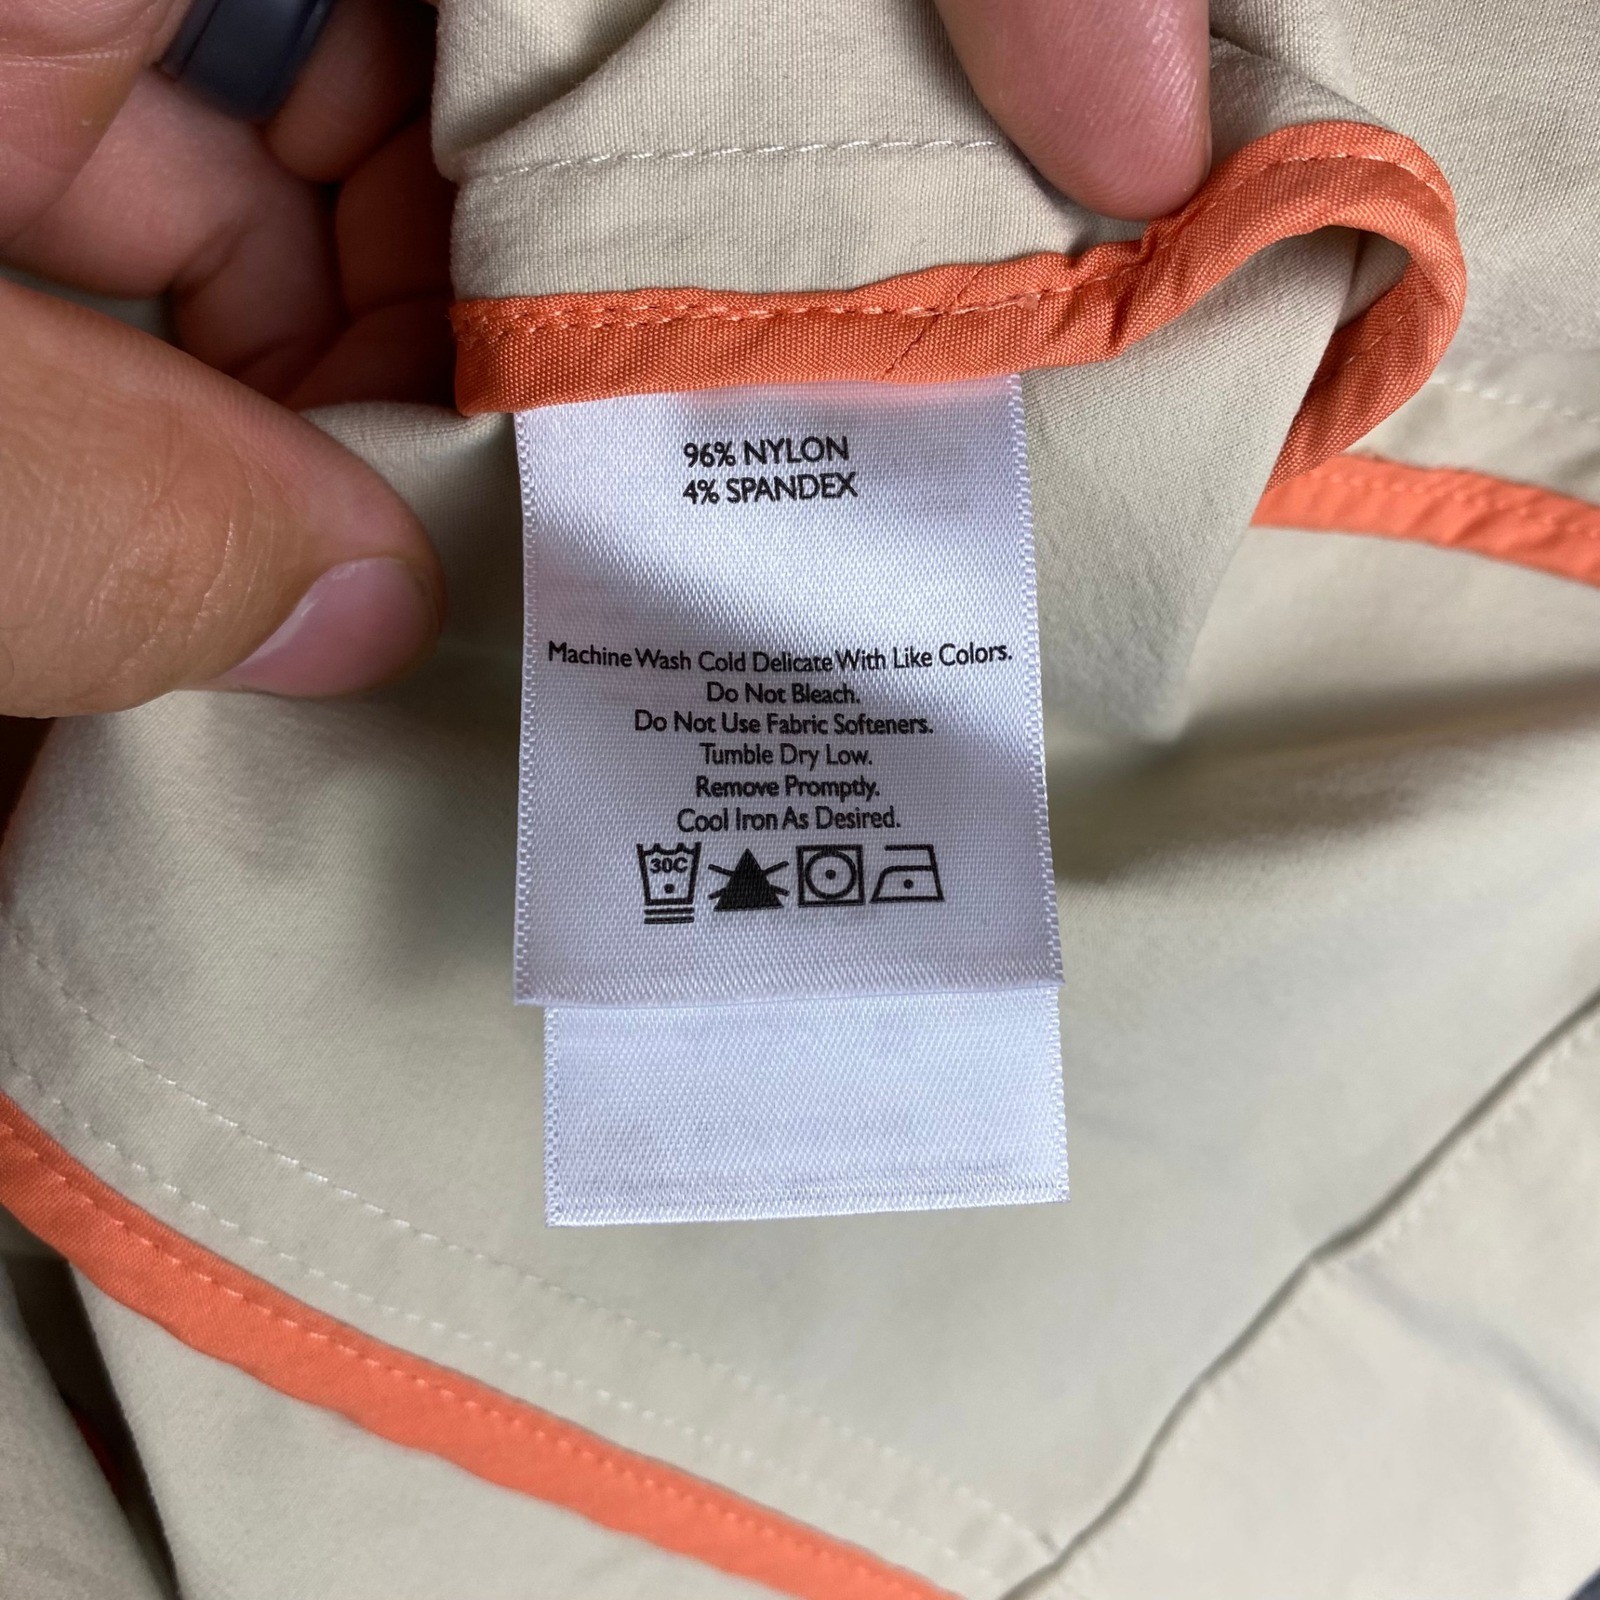 96% NYLON
4% SPANDEX
Machine Wash Cold Delicate With Like Colors.
Do Not Bleach.
Do Not Use Fabric Softeners.
Tumble Dry Low.
Remove Promptly.
Cool Iron As Desired.
30C